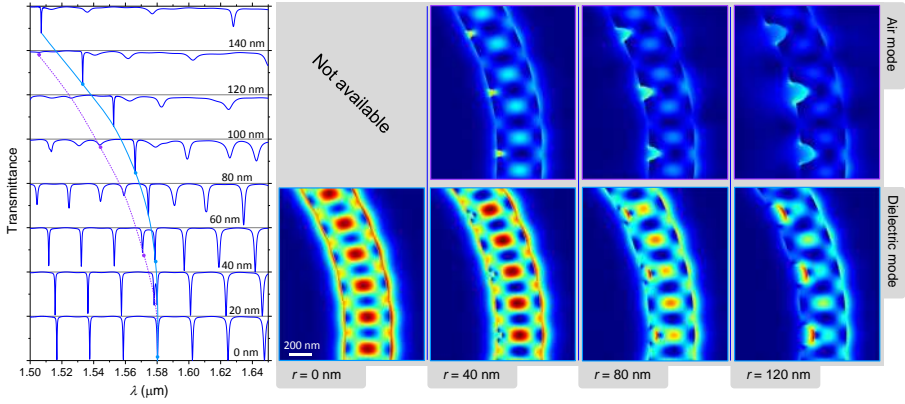 140 nm
120 nm
100 nm
80 nm
60 nm
40 nm
20 nm
0 nm
Transmittance
1.50 1.52 1.54 1.56 1.58 1.60 1.62 1.64
λ (μm)
Not available
Air mode
Dielectric mode
200 nm
r = 0 nm
r = 40 nm
r = 80 nm
r = 120 nm